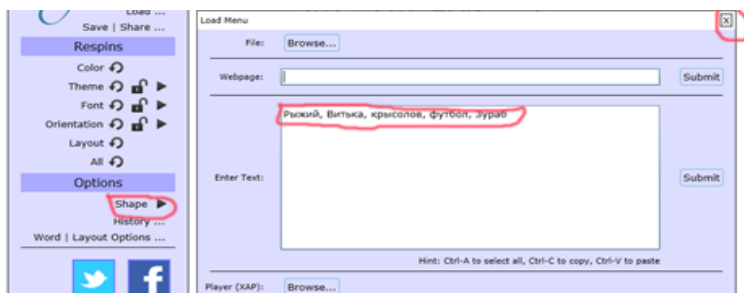 Load ...
Save | Share ...
Respins
Color
Theme
Font
Orientation
Layout
All
Options
Shape
History ...
Word | Layout Options ...
Load Menu
X
File: Browse...
Webpage: Submit
Рыжий, Витька, крысолов, футбол, Зураб
Enter Text: Submit
Hint: Ctrl-A to select all, Ctrl-C to copy, Ctrl-V to paste
Player (XAP): Browse...